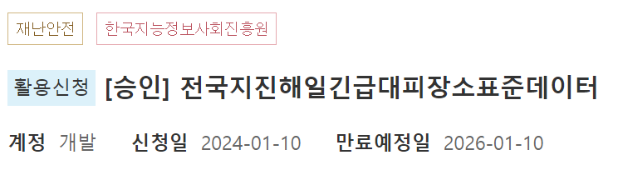 재난안전 한국지능정보사회진흥원
활용신청 [승인] 전국지진해일긴급대피장소표준데이터
계정 개발 신청일 2024-01-10 만료예정일 2026-01-10